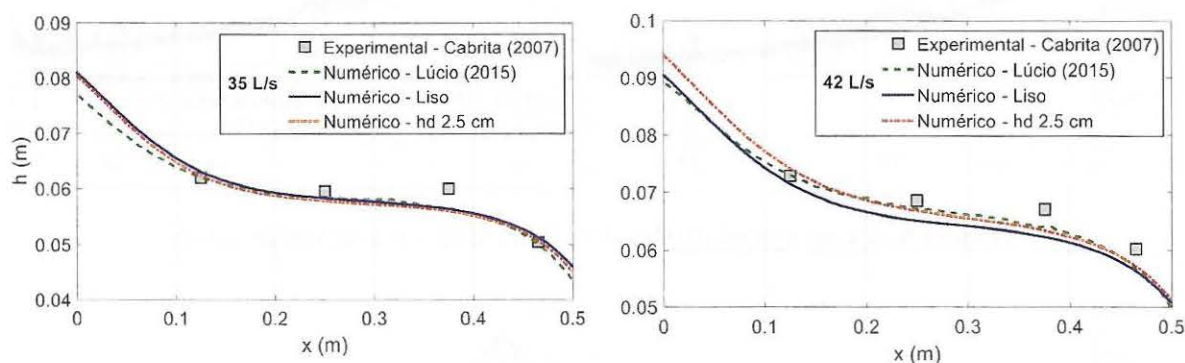 0.09
0.08
0.07
0.06
0.05
0.04
h (m)
35 L/s
Experimental - Cabrita (2007)
Numérico - Lúcio (2015)
Numérico - Liso
Numérico - hd 2.5 cm
0
0.1
0.2
0.3
0.4
0.5
x (m)
0.1
0.09
0.08
0.07
0.06
0.05
42 L/s
Experimental - Cabrita (2007)
Numérico - Lúcio (2015)
Numérico - Liso
Numérico - hd 2.5 cm
0
0.1
0.2
0.3
0.4
0.5
x (m)